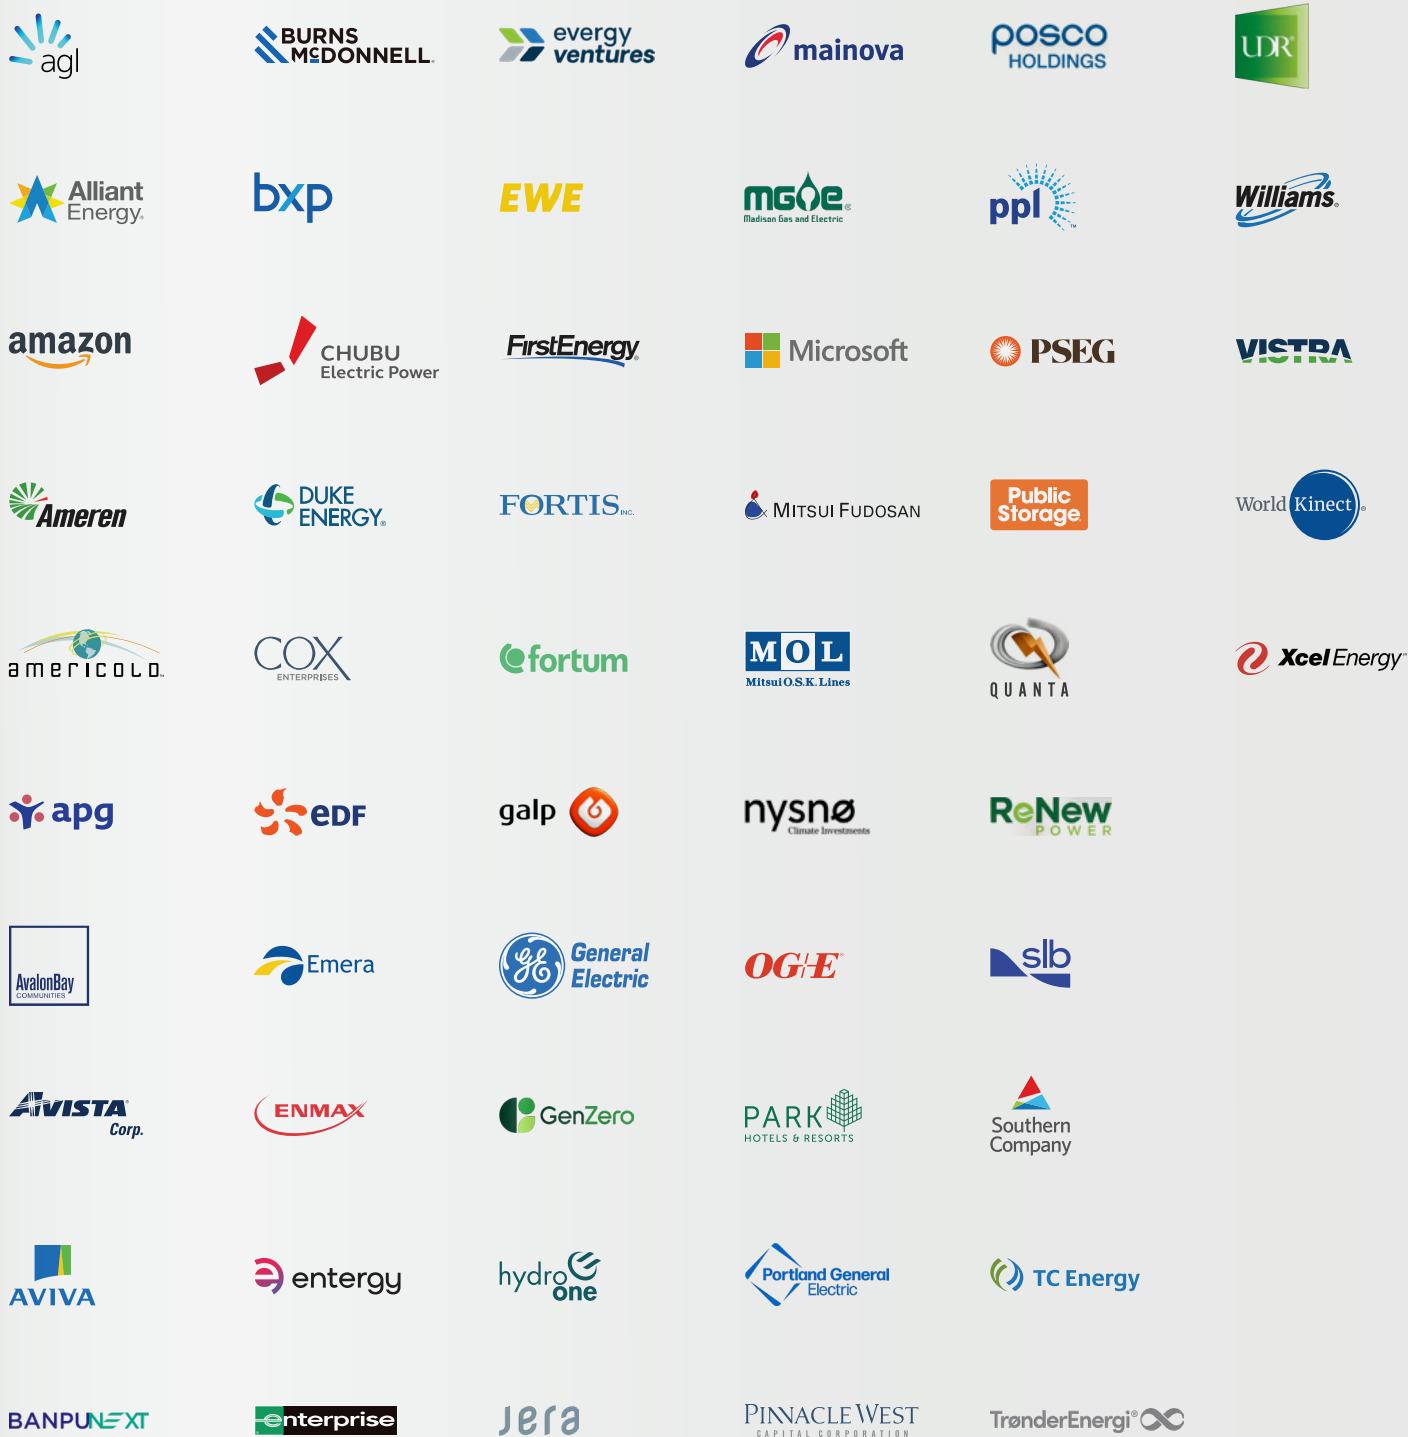 agl
BURNS
McDONNELL®
evergy
ventures
mainova
posco
HOLDINGS
UDR®
Alliant
Energy®
bxp
EWE
mge®
Madison Gas and Electric
ppl™
Williams®
amazon
CHUBU
Electric Power
FirstEnergy®
Microsoft
PSEG
VISTRA
Ameren
DUKE
ENERGY®
FORTIS INC.
MITSUI FUDOSAN
Public
Storage
World Kinect®
americold™
COX
ENTERPRISES
fortum
MOL
Mitsui O.S.K. Lines
QUANTA
Xcel Energy™
apg
eDF
galp
nysnø
Climate Investments
ReNew
POWER
AvalonBay
COMMUNITIES
Emera
GE
General
Electric
OG+E®
slb
AVISTA®
Corp.
ENMAX
GenZero
PARK
HOTELS & RESORTS
Southern
Company
AVIVA
entergy
hydro
one
Portland General
Electric
TC Energy
BANPU NEXT
enterprise
Jera
PINNACLE WEST
CAPITAL CORPORATION
TrønderEnergi®